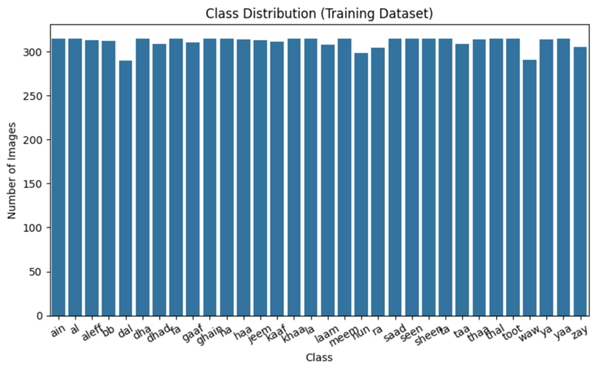 Class Distribution (Training Dataset)
Number of Images
300
250
200
150
100
50
0
ain al aleff bb dal dha dhad fa gaaf ghain ha haa jeem kaaf khaa la laam meem nun ra saad seen sheen ta taa thaa thal toot waw ya yaa zay
Class